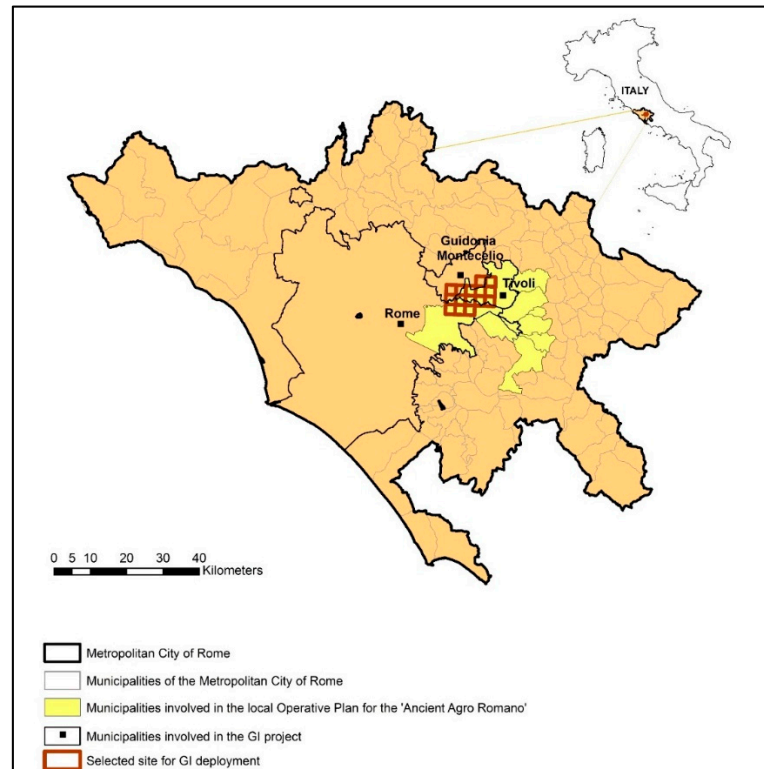 ITALY
Guidonia
Montecelio
Tivoli
Rome
0 5 10 20 30 40
Kilometers
Metropolitan City of Rome
Municipalities of the Metropolitan City of Rome
Municipalities involved in the local Operative Plan for the 'Ancient Agro Romano'
Municipalities involved in the GI project
Selected site for GI deployment